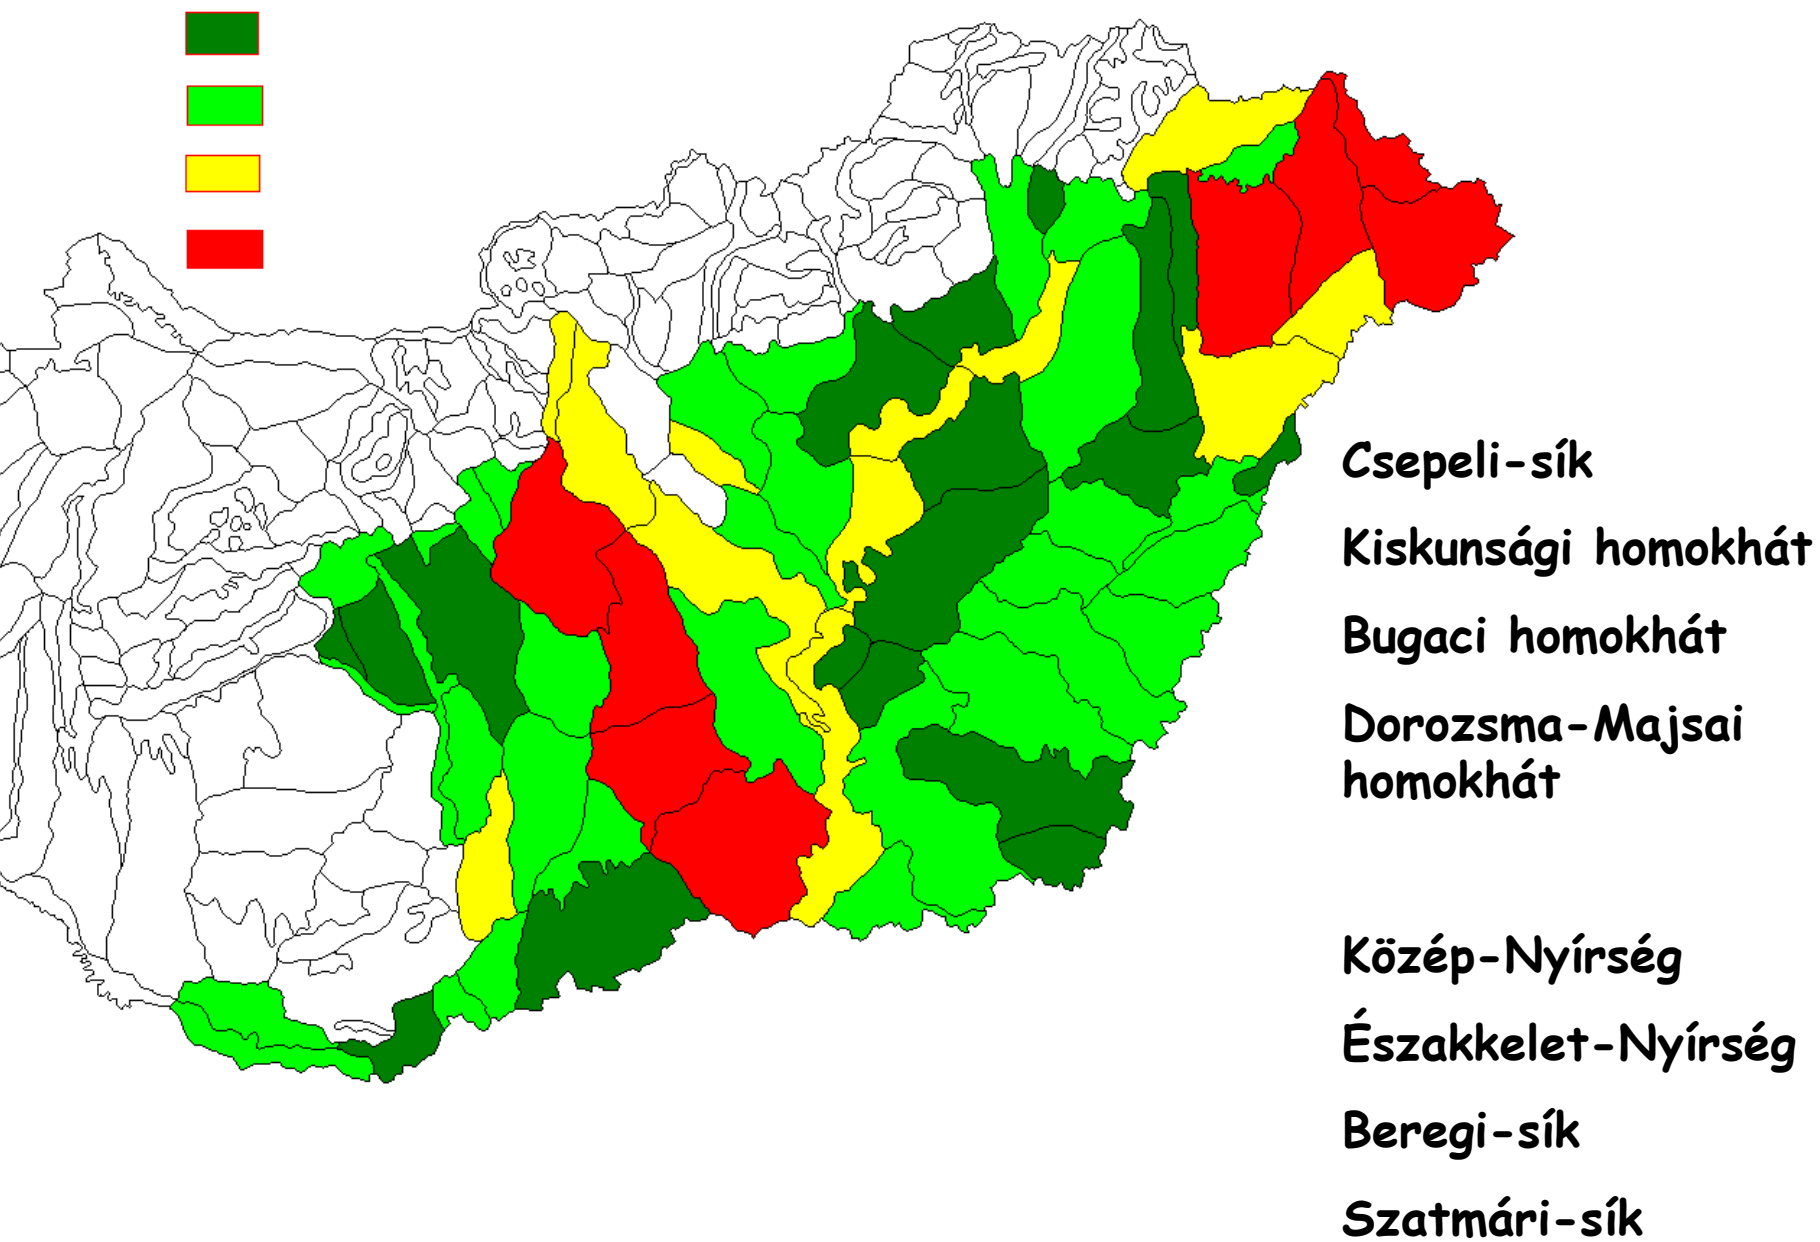 Csepeli-sík
Kiskunsági homokhát
Bugaci homokhát
Dorozsma-Majsai
homokhát
Közép-Nyírség
Északkelet-Nyírség
Beregi-sík
Szatmári-sík